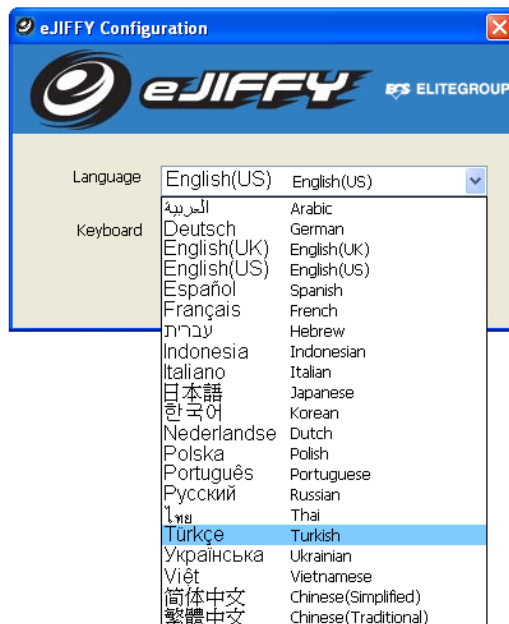 eJIFFY Configuration
eJIFFY ECS ELITEGROUP
Language English(US) English(US)
Keyboard
العربية Arabic
Deutsch German
English(UK) English(UK)
English(US) English(US)
Español Spanish
Français French
עברית Hebrew
Indonesia Indonesian
Italiano Italian
日本語 Japanese
한국어 Korean
Nederlandse Dutch
Polska Polish
Português Portuguese
Русский Russian
ไทย Thai
Türkçe Turkish
Українська Ukrainian
Việt Vietnamese
简体中文 Chinese(Simplified)
繁體中文 Chinese(Traditional)